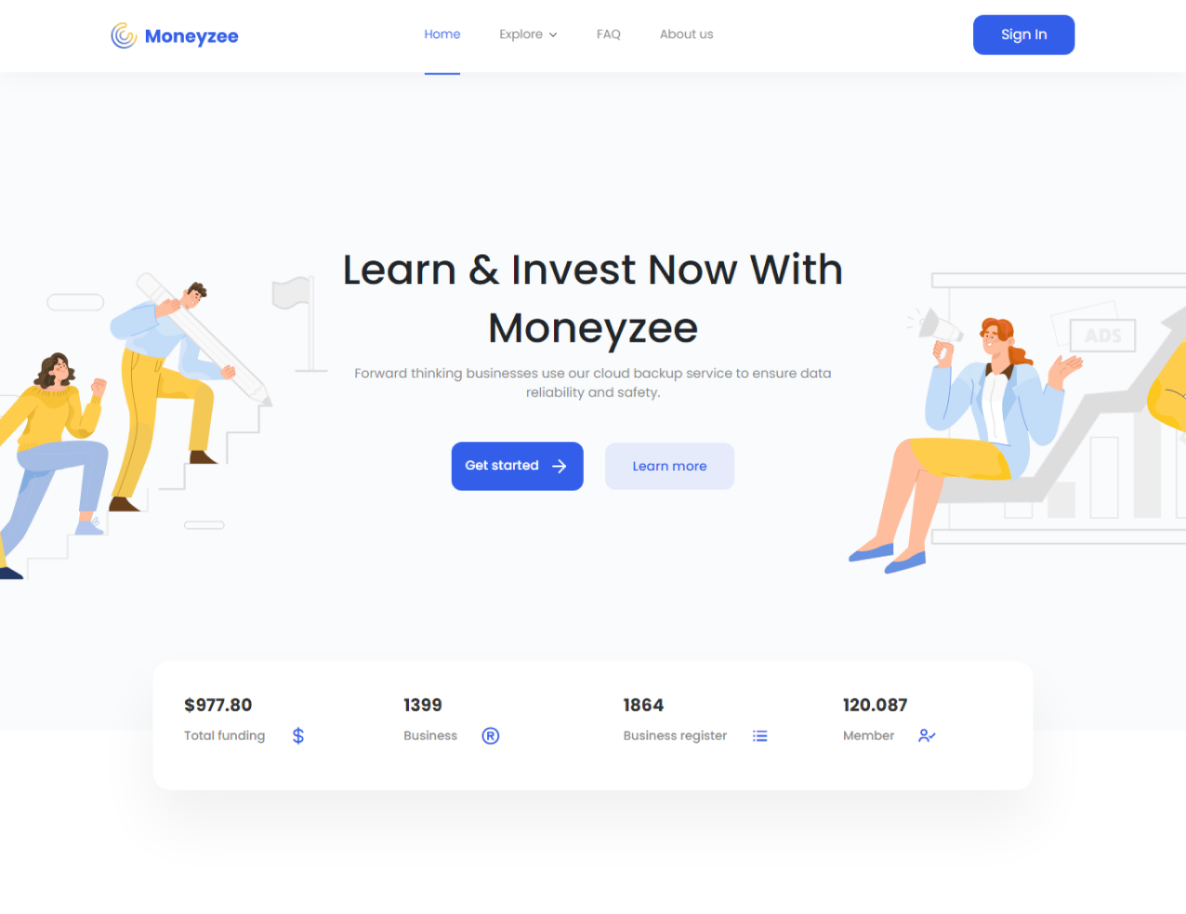 Moneyzee
Home
Explore
FAQ
About us
Sign In
Learn & Invest Now With
Moneyzee
Forward thinking businesses use our cloud backup service to ensure data
reliability and safety.
Get started
Learn more
ADS
$977.80
Total funding
$
1399
Business
R
1864
Business register
120.087
Member